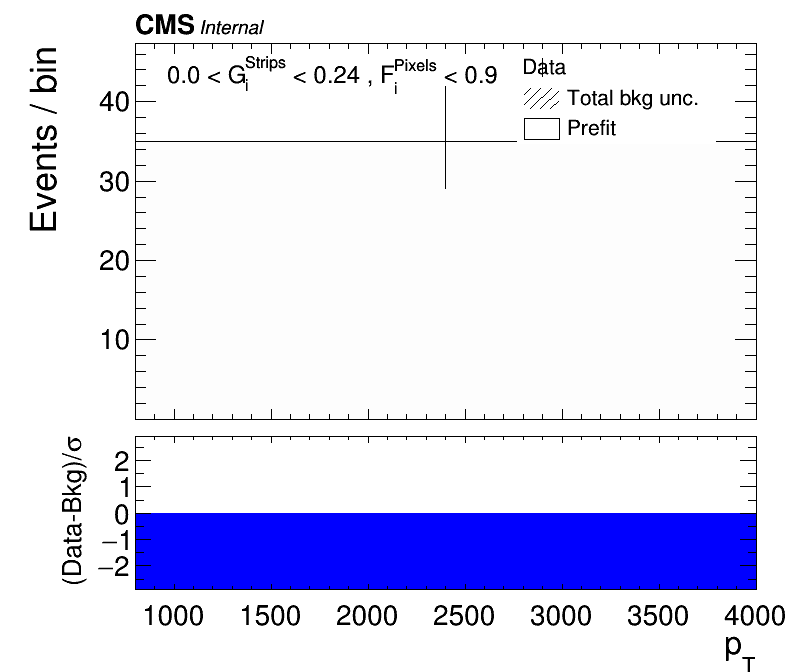 CMS Internal
0.0 < G_i^Strips < 0.24 , F_i^Pixels < 0.9
Data
Total bkg unc.
Prefit
Events / bin
40
30
20
10
(Data-Bkg)/σ
2
1
0
−1
−2
1000 1500 2000 2500 3000 3500 4000
p_T